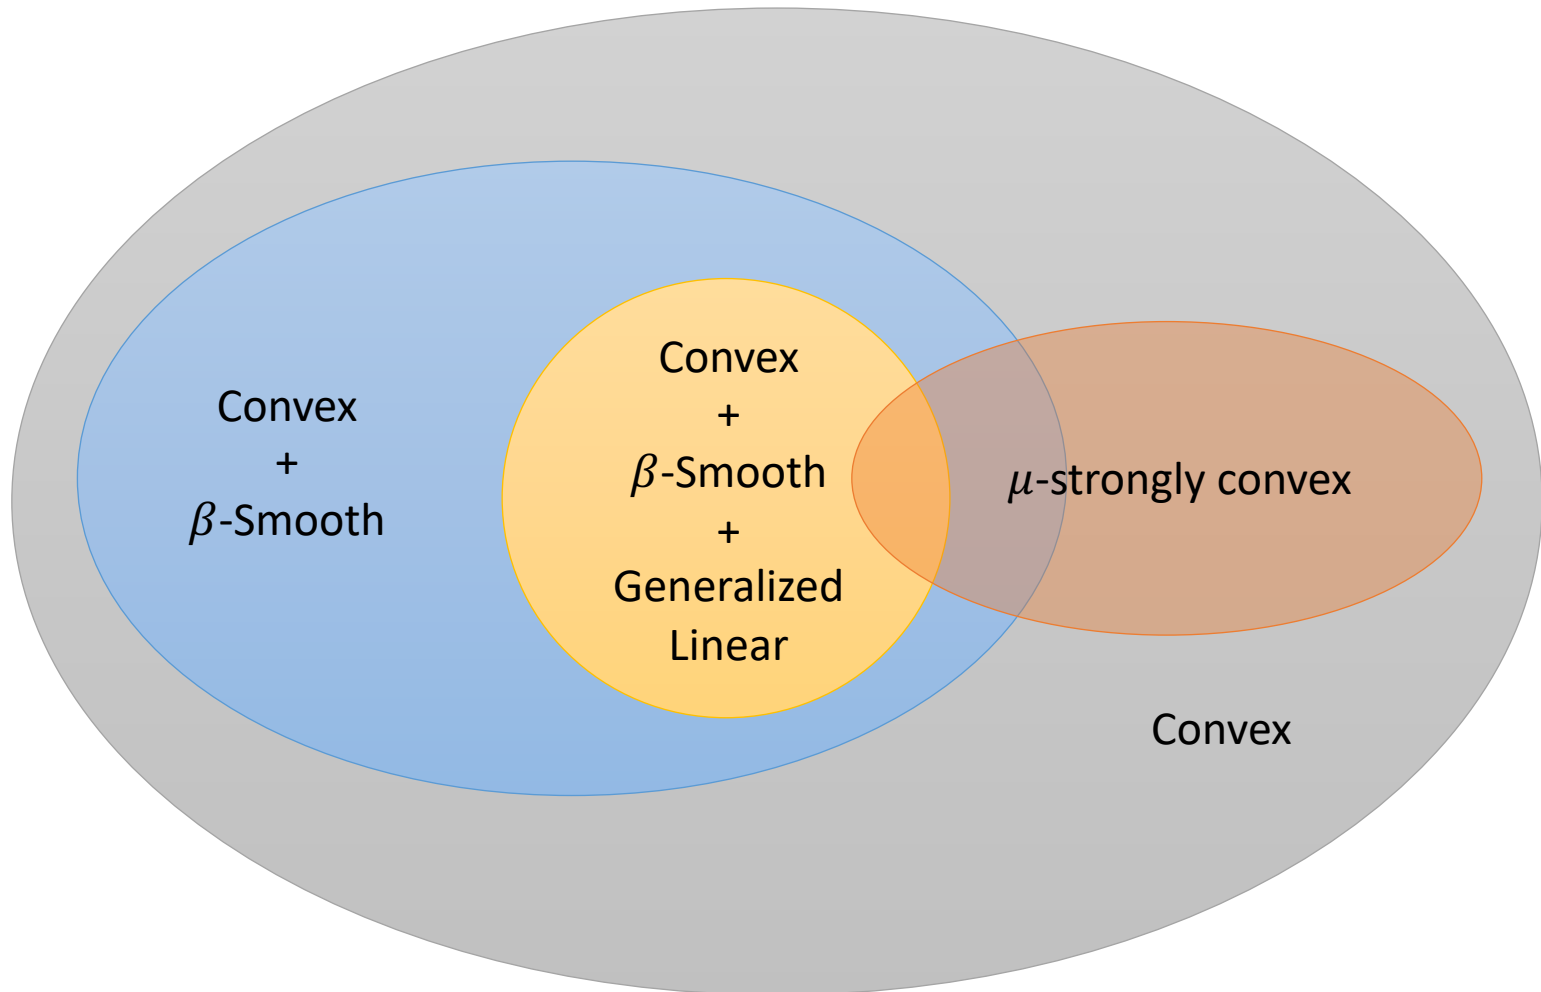 Convex
+
β-Smooth
Convex
+
β-Smooth
+
Generalized
Linear
μ-strongly convex
Convex